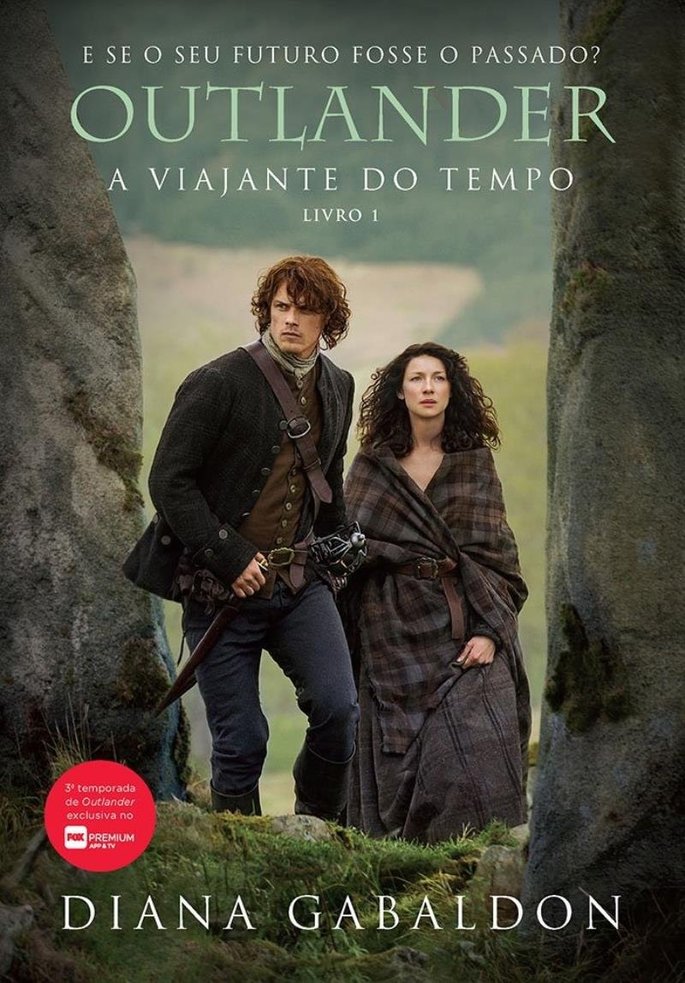 E SE O SEU FUTURO FOSSE O PASSADO?
OUTLANDER
A VIAJANTE DO TEMPO
LIVRO 1
3ª temporada
de Outlander
exclusiva no
FOX PREMIUM
APP & TV
DIANA GABALDON